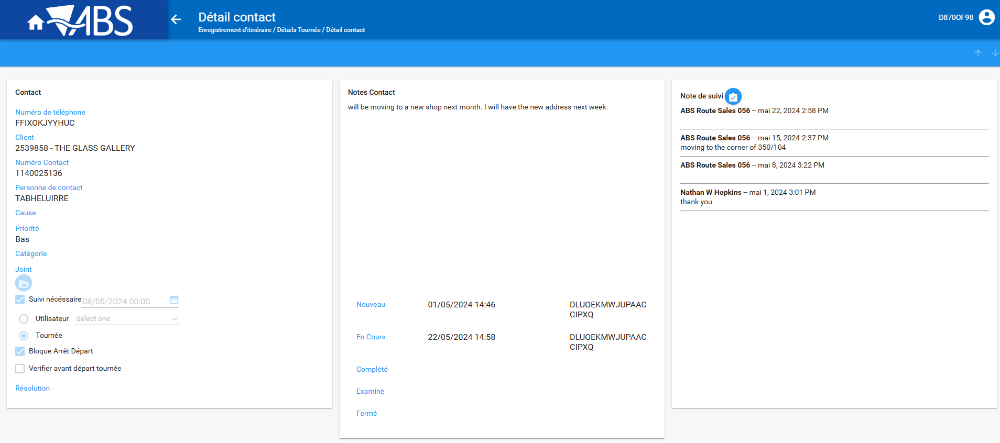 ABS
Détail contact
Enregistrement d'itinéraire / Détails Tournée / Détail contact
D870OF98
Contact
Numéro de téléphone
FFIXOKJYYHUC
Client
2539858 - THE GLASS GALLERY
Numéro Contact
1140025136
Personne de contact
TABHELUIRRE
Cause
Priorité
Bas
Catégorie
Joint
Suivi nécéssaire 08/05/2024 00:00
Utilisateur Select one
Tournée
Bloque Arrêt Départ
Verifier avant départ tournée
Résolution
Notes Contact
will be moving to a new shop next month. I will have the new address next week.
Nouveau 01/05/2024 14:46 DLUOEKMWJUPAAC
CIPXQ
En Cours 22/05/2024 14:58 DLUOEKMWJUPAAC
CIPXQ
Complété
Examiné
Fermé
Note de suivi
ABS Route Sales 056 -- mai 22, 2024 2:58 PM
ABS Route Sales 056 -- mai 15, 2024 2:37 PM
moving to the corner of 350/104
ABS Route Sales 056 -- mai 8, 2024 3:22 PM
Nathan W Hopkins -- mai 1, 2024 3:01 PM
thank you